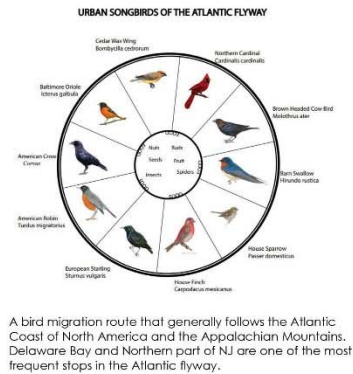 URBAN SONGBIRDS OF THE ATLANTIC FLYWAY
Cedar Wax Wing
Bombycilla cedrorum
Northern Cardinal
Cardinalis cardinalis
Baltimore Oriole
Icterus galbula
Brown Headed Cow Bird
Molothrus ater
American Crow
Corvus
Nuts
Seeds
Insects
Fruit
Spiders
Barn Swallow
Hirundo rustica
American Robin
Turdus migratorius
House Sparrow
Passer domesticus
European Starling
Sturnus vulgaris
House Finch
Carpodacus mexicanus
A bird migration route that generally follows the Atlantic
Coast of North America and the Appalachian Mountains.
Delaware Bay and Northern part of NJ are one of the most
frequent stops in the Atlantic flyway.